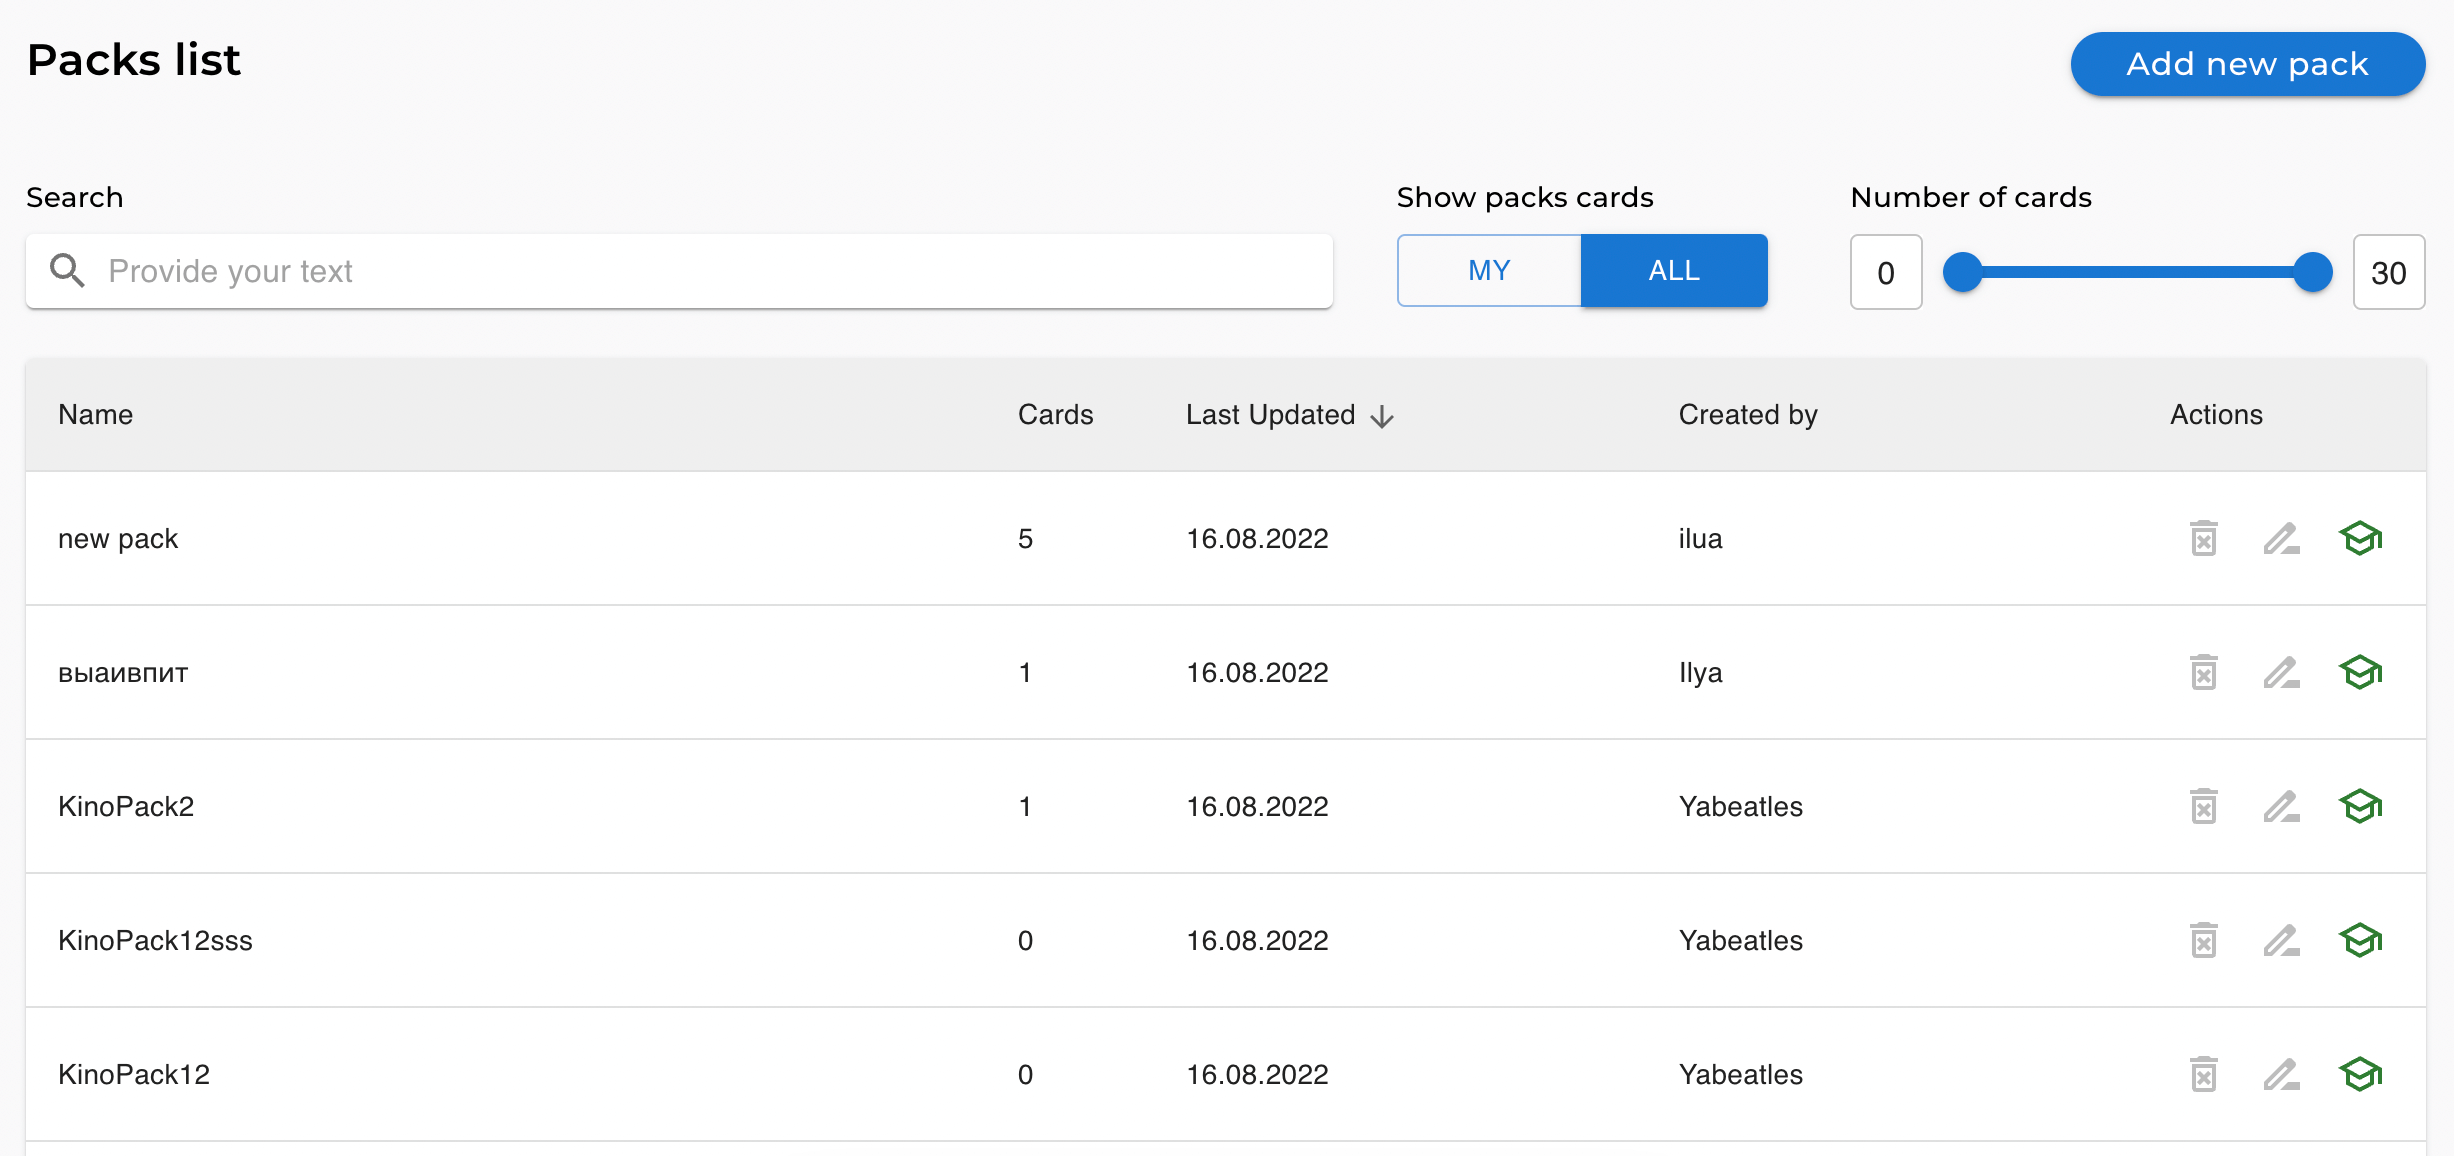 Packs list
Add new pack
Search
Show packs cards
Number of cards
Provide your text
MY
ALL
0
30
Name Cards Last Updated Created by Actions
new pack 5 16.08.2022 ilua
выаивпит 1 16.08.2022 Ilya
KinoPack2 1 16.08.2022 Yabeatles
KinoPack12sss 0 16.08.2022 Yabeatles
KinoPack12 0 16.08.2022 Yabeatles